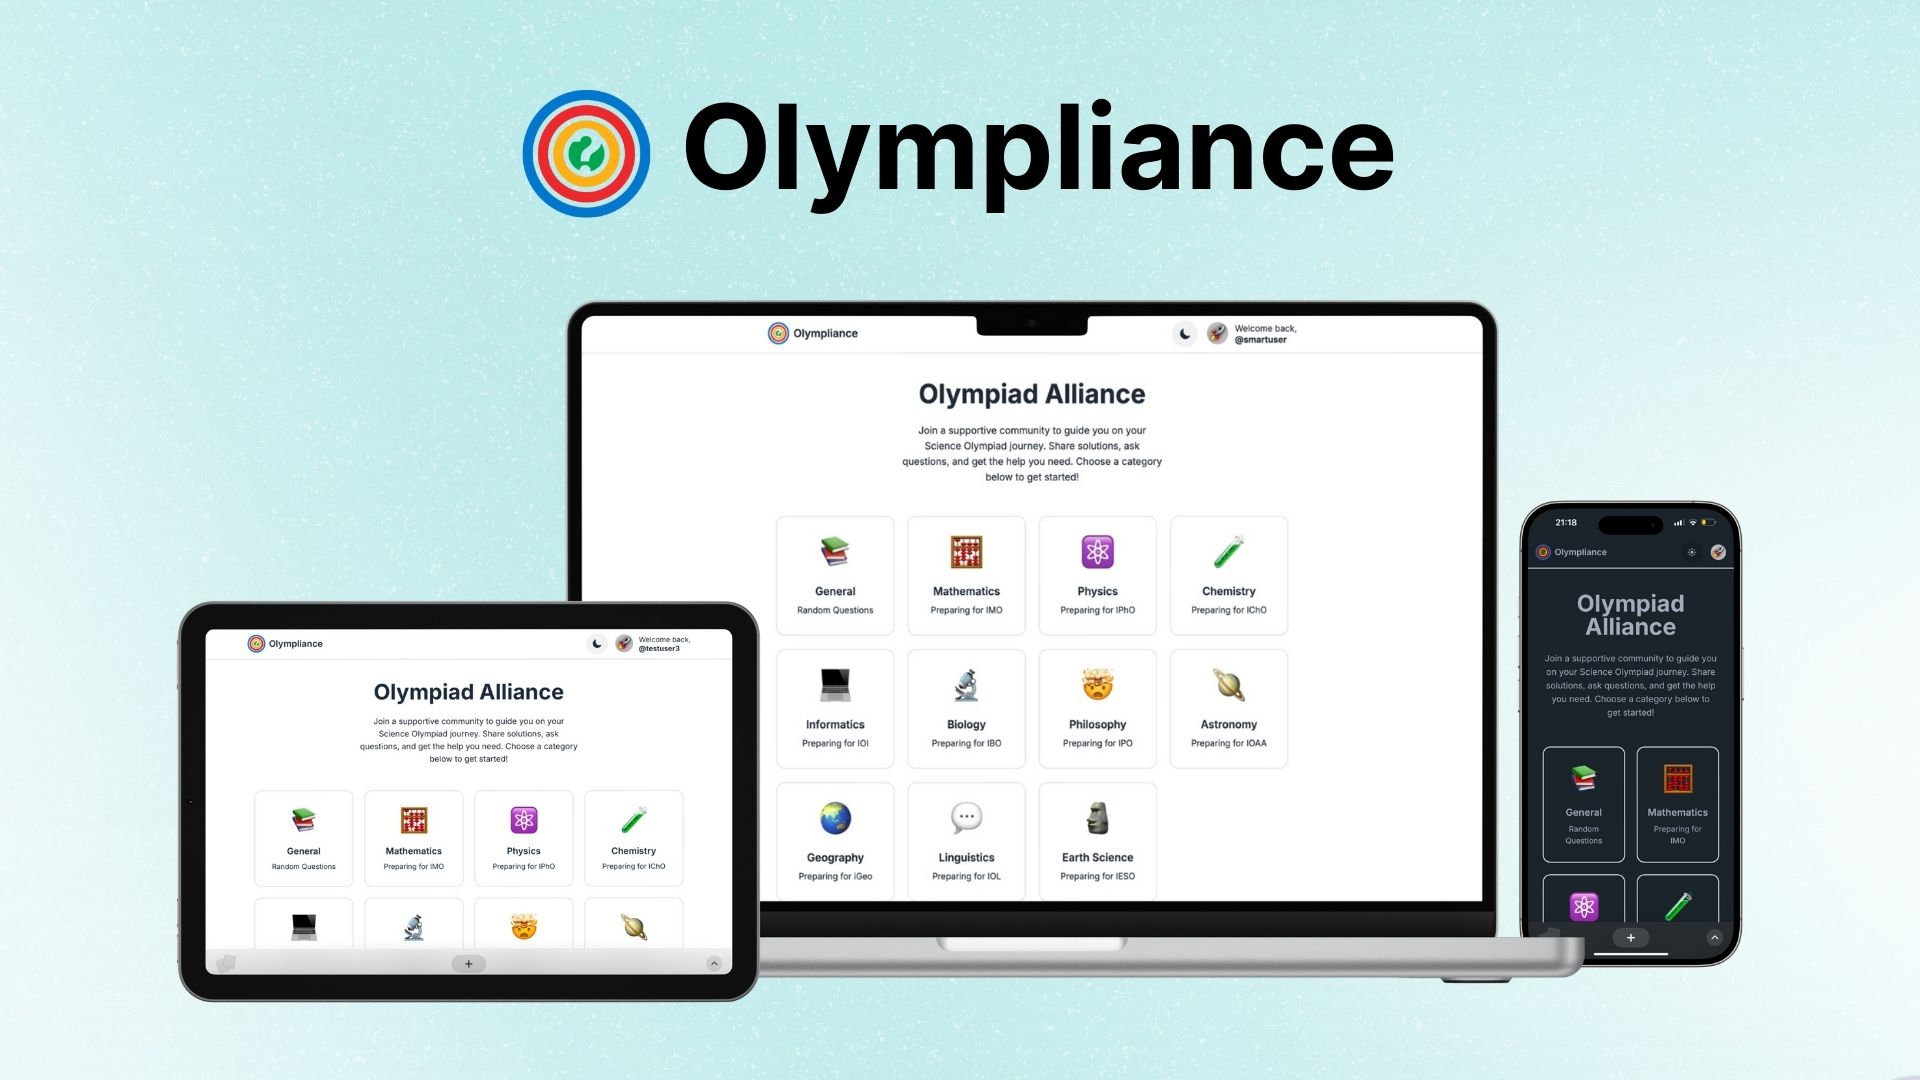 Olympliance
Olympliance
Welcome back,
@smartuser
Olympiad Alliance
Join a supportive community to guide you on your
Science Olympiad journey. Share solutions, ask
questions, and get the help you need. Choose a category
below to get started!
General
Random Questions
Mathematics
Preparing for IMO
Physics
Preparing for IPhO
Chemistry
Preparing for IChO
Informatics
Preparing for IOI
Biology
Preparing for IBO
Philosophy
Preparing for IPO
Astronomy
Preparing for IOAA
Geography
Preparing for iGeo
Linguistics
Preparing for IOL
Earth Science
Preparing for IESO
Olympliance
Welcome back,
@testuser3
Olympiad Alliance
Join a supportive community to guide you on your
Science Olympiad journey. Share solutions, ask
questions, and get the help you need. Choose a category
below to get started!
General
Random Questions
Mathematics
Preparing for IMO
Physics
Preparing for IPhO
Chemistry
Preparing for IChO
+
21:18
Olympliance
Olympiad
Alliance
Join a supportive community to guide you
on your Science Olympiad journey. Share
solutions, ask questions, and get the help
you need. Choose a category below to
get started!
General
Random
Questions
Mathematics
Preparing for
IMO
+